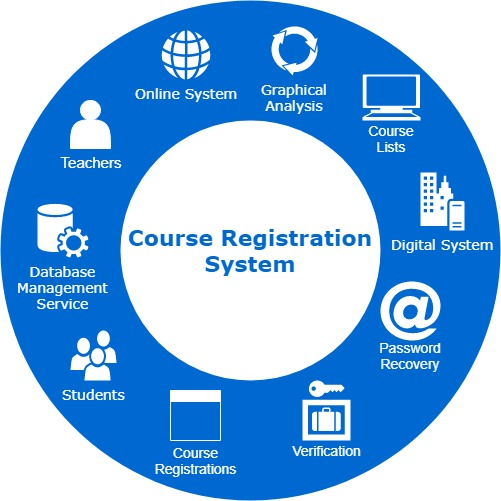 Course Registration
System
Online System
Graphical
Analysis
Course
Lists
Digital System
Password
Recovery
Verification
Course
Registrations
Students
Database
Management
Service
Teachers